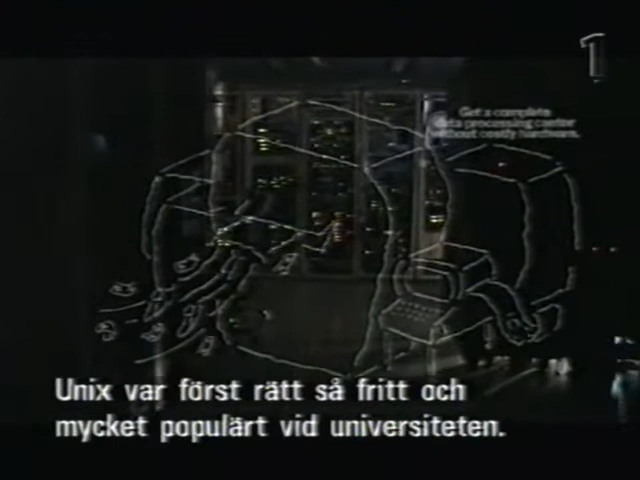 1
Get a complete
data processing center
without costly hardware.
Unix var först rätt så fritt och
mycket populärt vid universiteten.